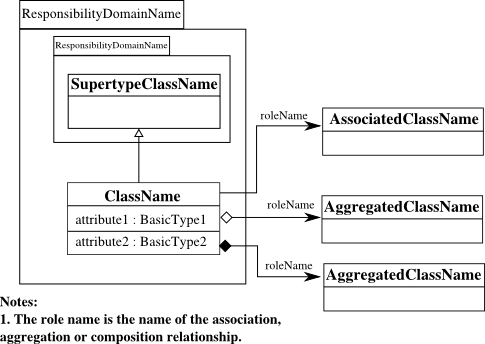 ResponsibilityDomainName
ResponsibilityDomainName
SupertypeClassName
roleName
AssociatedClassName
ClassName
attribute1 : BasicType1
roleName
AggregatedClassName
attribute2 : BasicType2
roleName
AggregatedClassName
Notes:
1. The role name is the name of the association,
aggregation or composition relationship.